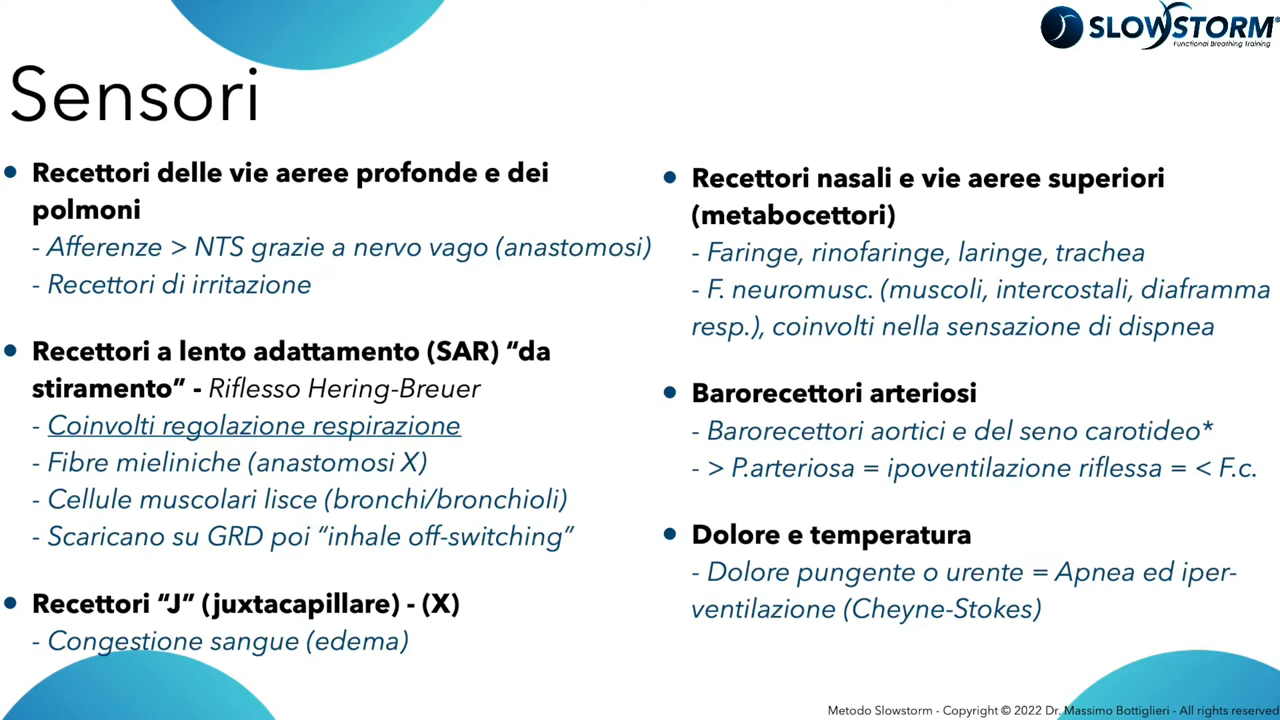 SLOWSTORM®
Functional Breathing Training
Sensori
• Recettori delle vie aeree profonde e dei
polmoni
- Afferenze > NTS grazie a nervo vago (anastomosi)
- Recettori di irritazione
• Recettori a lento adattamento (SAR) “da
stiramento” - Riflesso Hering-Breuer
- Coinvolti regolazione respirazione
- Fibre mieliniche (anastomosi X)
- Cellule muscolari lisce (bronchi/bronchioli)
- Scaricano su GRD poi “inhale off-switching”
• Recettori “J” (juxtacapillare) - (X)
- Congestione sangue (edema)
• Recettori nasali e vie aeree superiori
(metabocettori)
- Faringe, rinofaringe, laringe, trachea
- F. neuromusc. (muscoli, intercostali, diaframma
resp.), coinvolti nella sensazione di dispnea
• Barorecettori arteriosi
- Barorecettori aortici e del seno carotideo*
- > P.arteriosa = ipoventilazione riflessa = < F.c.
• Dolore e temperatura
- Dolore pungente o urente = Apnea ed iper-
ventilazione (Cheyne-Stokes)
Metodo Slowstorm - Copyright © 2022 Dr. Massimo Bottiglieri - All rights reserved